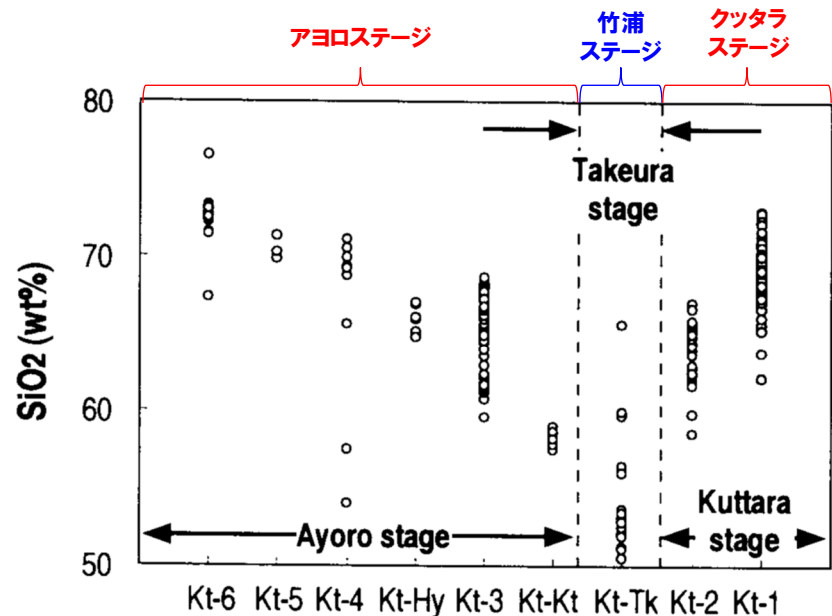 アヨロステージ
竹浦
ステージ
クッタラ
ステージ
80
70
60
50
SiO2 (wt%)
Takeura
stage
Ayoro stage
Kuttara
stage
Kt-6 Kt-5 Kt-4 Kt-Hy Kt-3 Kt-Kt Kt-Tk Kt-2 Kt-1